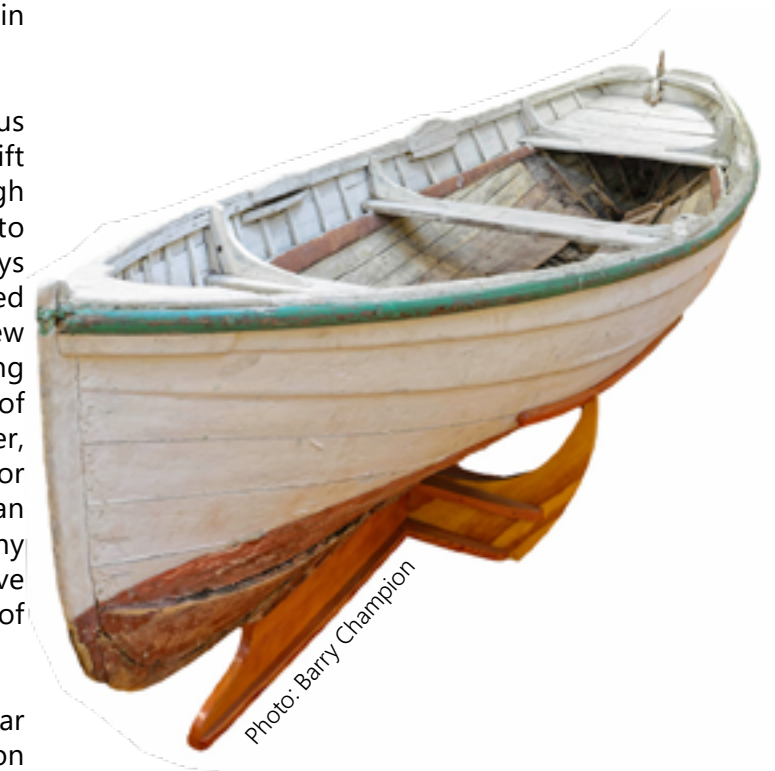 in
us
ift
gh
to
ys
ed
ew
ng
of
er,
or
an
ny
ve
of
ar
on
Photo: Barry Champion